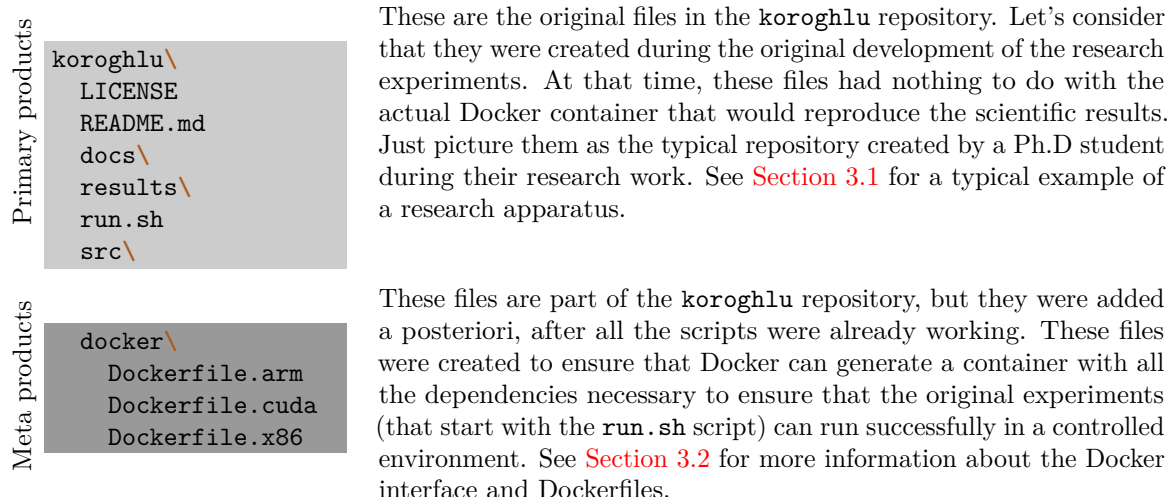 Primary products
koroghlu\
LICENSE
README.md
docs\
results\
run.sh
src\
These are the original files in the koroghlu repository. Let's consider
that they were created during the original development of the research
experiments. At that time, these files had nothing to do with the
actual Docker container that would reproduce the scientific results.
Just picture them as the typical repository created by a Ph.D student
during their research work. See Section 3.1 for a typical example of
a research apparatus.
Meta products
docker\
Dockerfile.arm
Dockerfile.cuda
Dockerfile.x86
These files are part of the koroghlu repository, but they were added
a posteriori, after all the scripts were already working. These files
were created to ensure that Docker can generate a container with all
the dependencies necessary to ensure that the original experiments
(that start with the run.sh script) can run successfully in a controlled
environment. See Section 3.2 for more information about the Docker
interface and Dockerfiles.